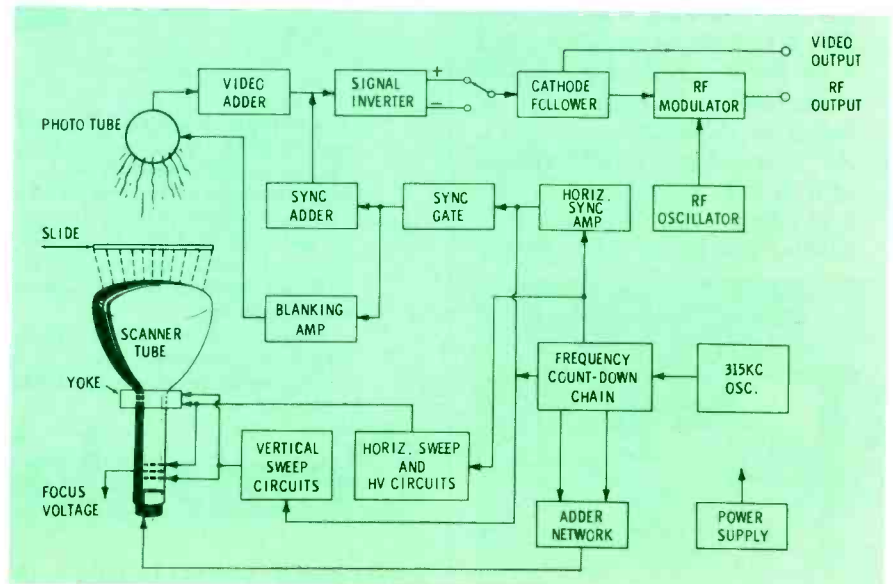 VIDEO
OUTPUT
RF
OUTPUT
VIDEO
ADDER
SIGNAL
INVERTER
+
−
CATHODE
FOLLOWER
RF
MODULATOR
PHOTO TUBE
SYNC
ADDER
SYNC
GATE
HORIZ.
SYNC AMP
RF
OSCILLATOR
SLIDE
BLANKING
AMP
SCANNER
TUBE
FREQUENCY
COUNT-DOWN
CHAIN
315KC
OSC.
YOKE
VERTICAL
SWEEP
CIRCUITS
HORIZ. SWEEP
AND
HV CIRCUITS
FOCUS
VOLTAGE
ADDER
NETWORK
POWER
SUPPLY